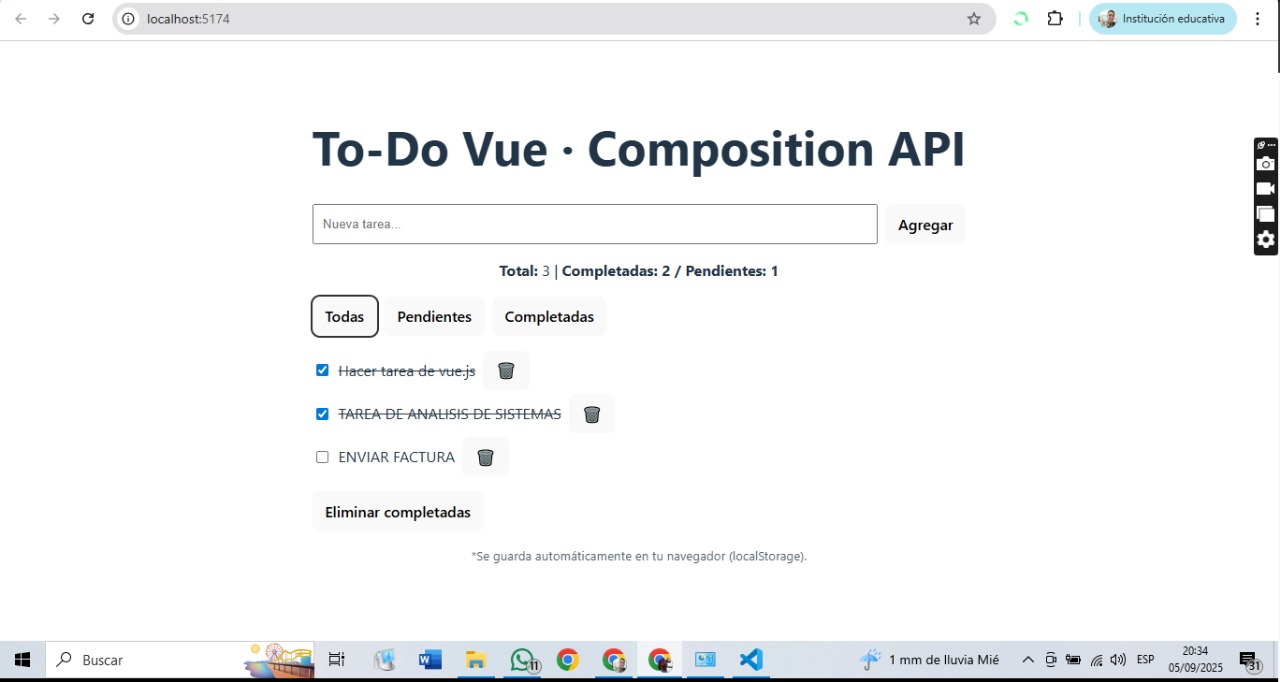 localhost:5174
Institución educativa
To-Do Vue · Composition API
Nueva tarea...
Agregar
Total: 3 | Completadas: 2 / Pendientes: 1
Todas
Pendientes
Completadas
Hacer tarea de vue.js
TAREA DE ANALISIS DE SISTEMAS
ENVIAR FACTURA
Eliminar completadas
*Se guarda automáticamente en tu navegador (localStorage).
Buscar
W
11
1 mm de lluvia Mié
ESP
20:34
05/09/2025
31